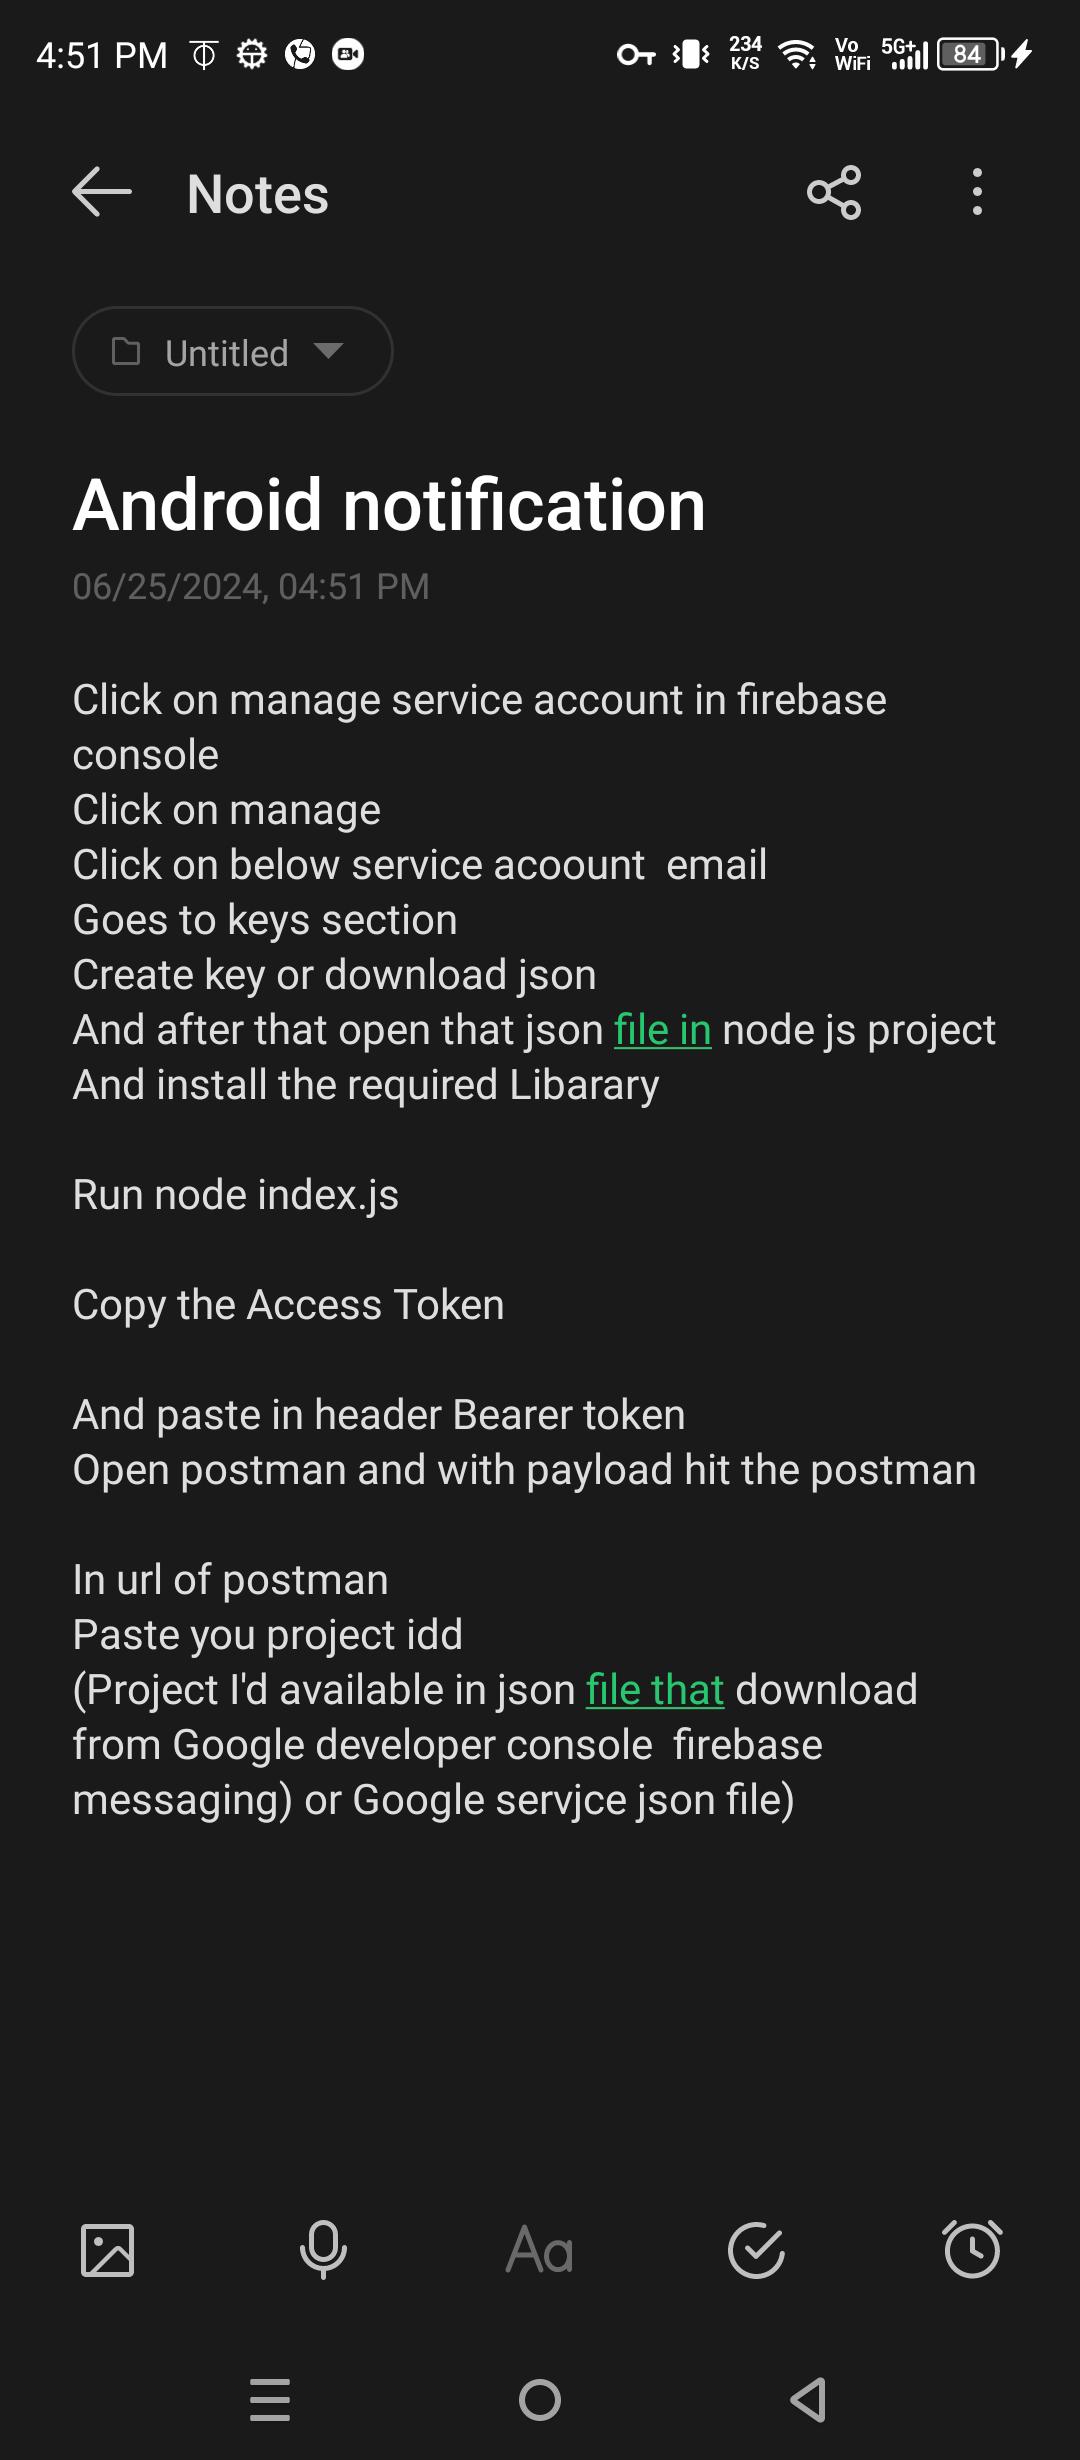 4:51 PM
234 K/S
Vo WiFi
5G+
84
Notes
Untitled
Android notification
06/25/2024, 04:51 PM
Click on manage service account in firebase
console
Click on manage
Click on below service acoount  email
Goes to keys section
Create key or download json
And after that open that json file in node js project
And install the required Libarary
Run node index.js
Copy the Access Token
And paste in header Bearer token
Open postman and with payload hit the postman
In url of postman
Paste you project idd
(Project I'd available in json file that download
from Google developer console  firebase
messaging) or Google servjce json file)
Aa